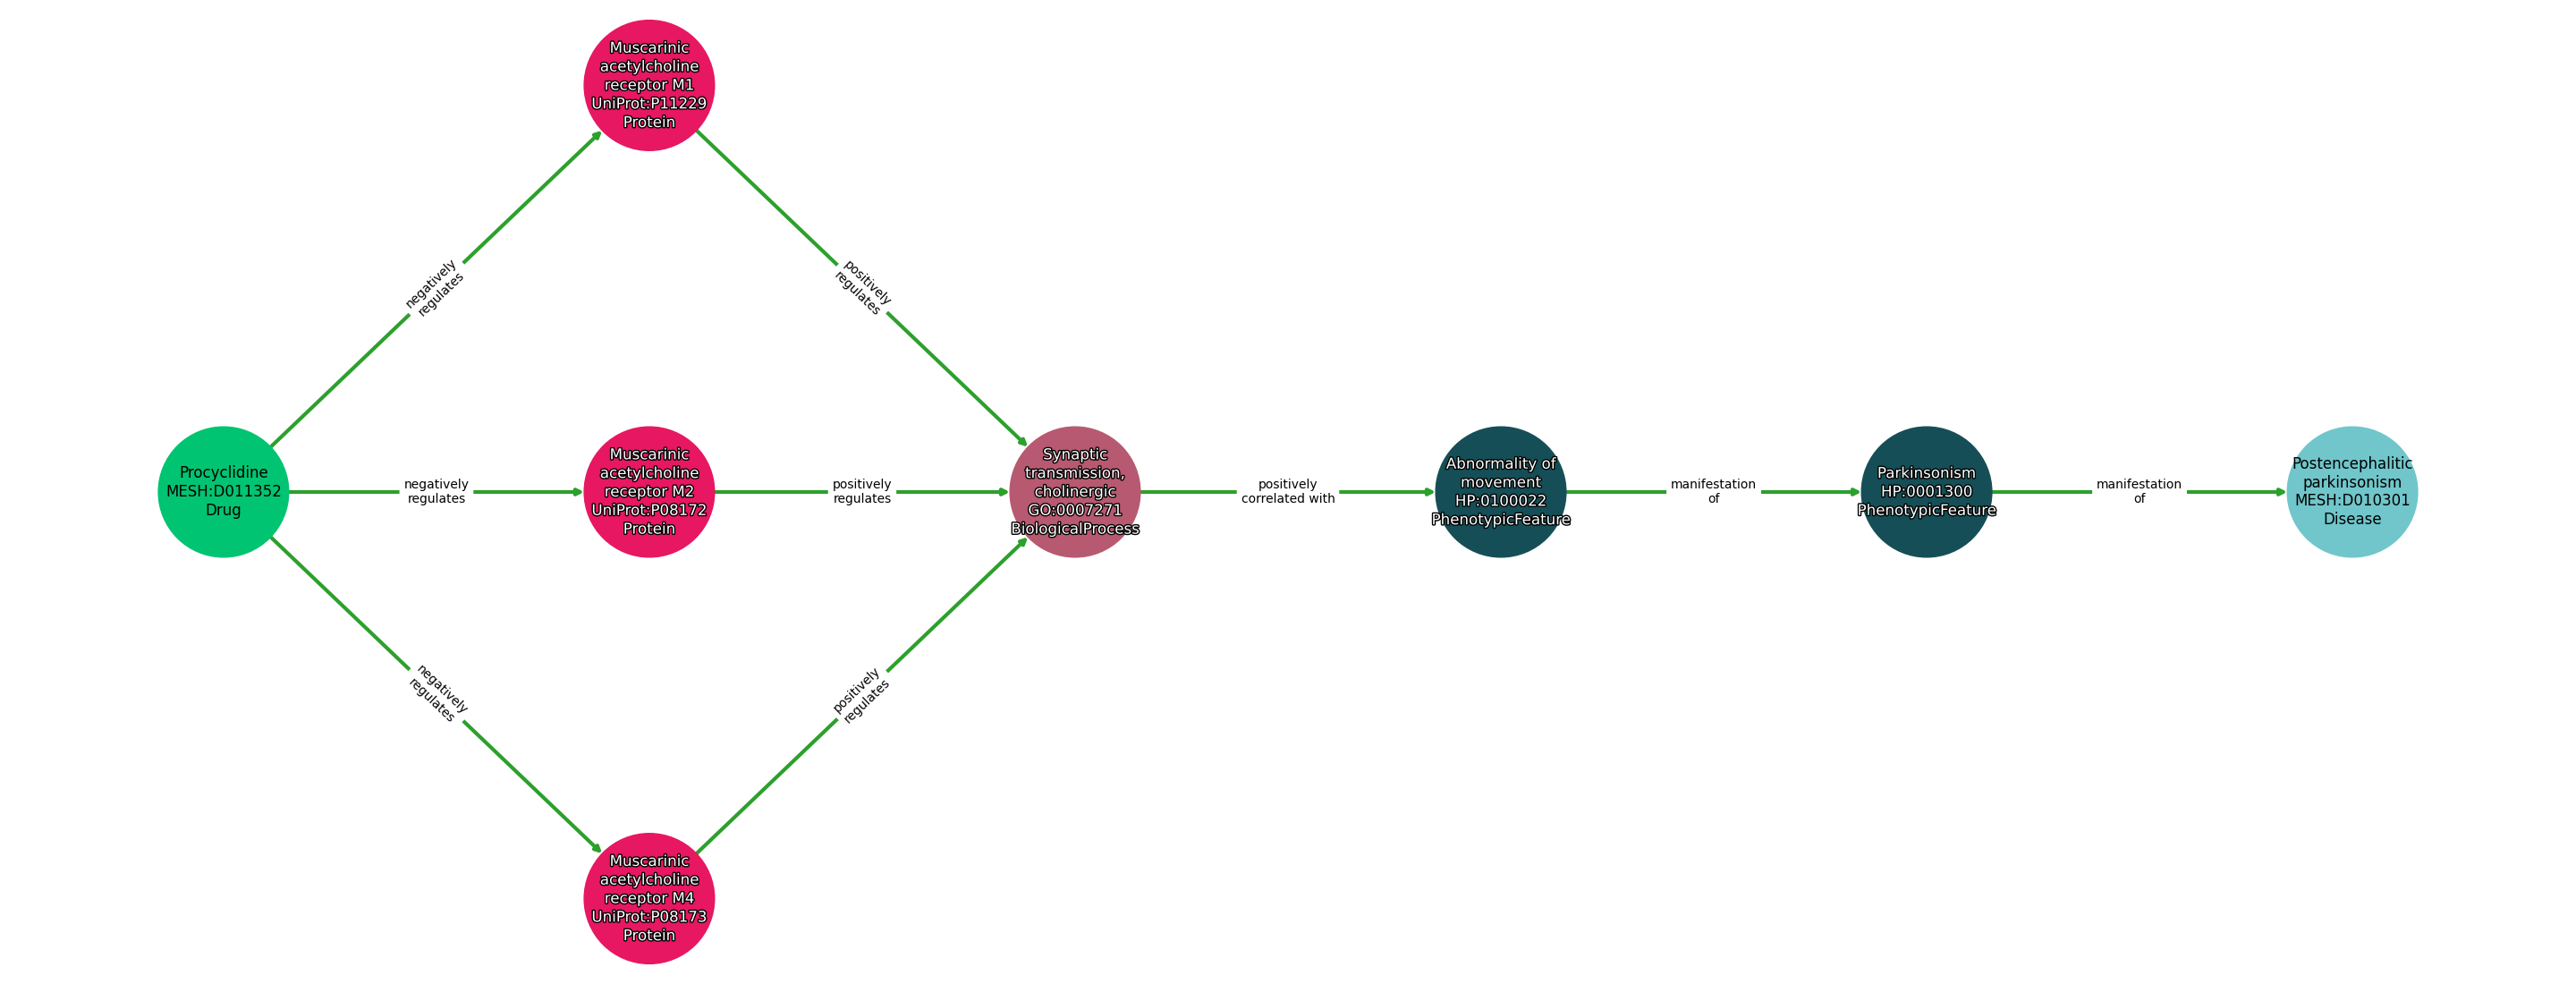 Muscarinic
acetylcholine
receptor M1
UniProt:P11229
Protein
negatively
regulates
positively
regulates
Procyclidine
MESH:D011352
Drug
negatively
regulates
Muscarinic
acetylcholine
receptor M2
UniProt:P08172
Protein
positively
regulates
Synaptic
transmission,
cholinergic
GO:0007271
BiologicalProcess
positively
correlated with
Abnormality of
movement
HP:0100022
PhenotypicFeature
manifestation
of
Parkinsonism
HP:0001300
PhenotypicFeature
manifestation
of
Postencephalitic
parkinsonism
MESH:D010301
Disease
negatively
regulates
positively
regulates
Muscarinic
acetylcholine
receptor M4
UniProt:P08173
Protein